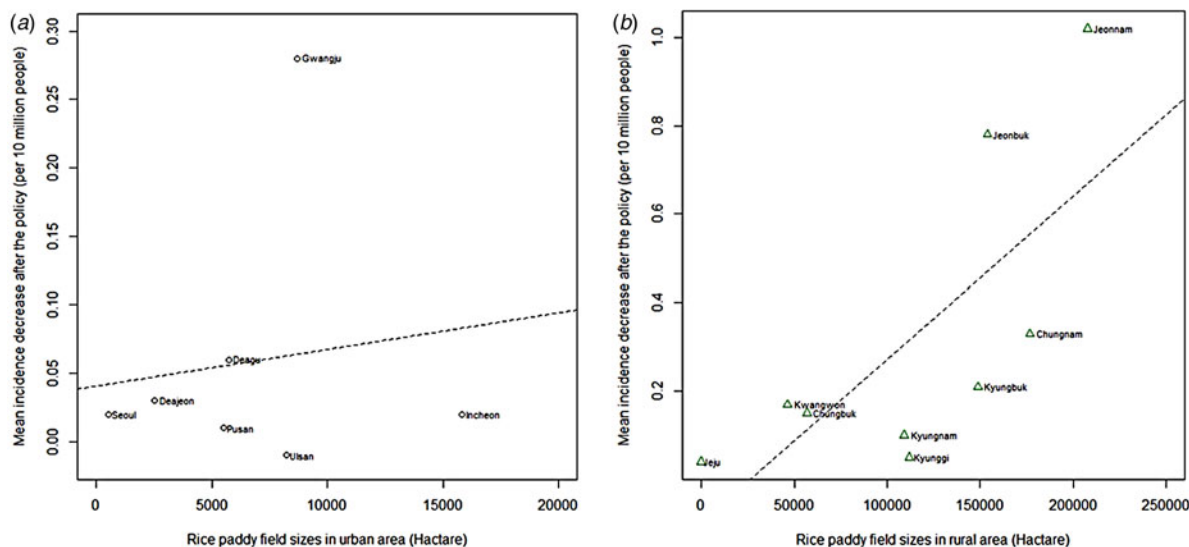 (a)
Mean incidence decrease after the policy (per 10 million people)
0.30
0.25
0.20
0.15
0.10
0.05
0.00
Gwangju
Deagu
Deajeon
Seoul
Pusan
Incheon
Ulsan
0 5000 10000 15000 20000
Rice paddy field sizes in urban area (Hactare)
(b)
Mean incidence decrease after the policy (per 10 million people)
1.0
0.8
0.6
0.4
0.2
Jeonnam
Jeonbuk
Chungnam
Kyungbuk
Kwangwon
Chungbuk
Kyungnam
Kyunggi
Jeju
0 50000 100000 150000 200000 250000
Rice paddy field sizes in rural area (Hactare)